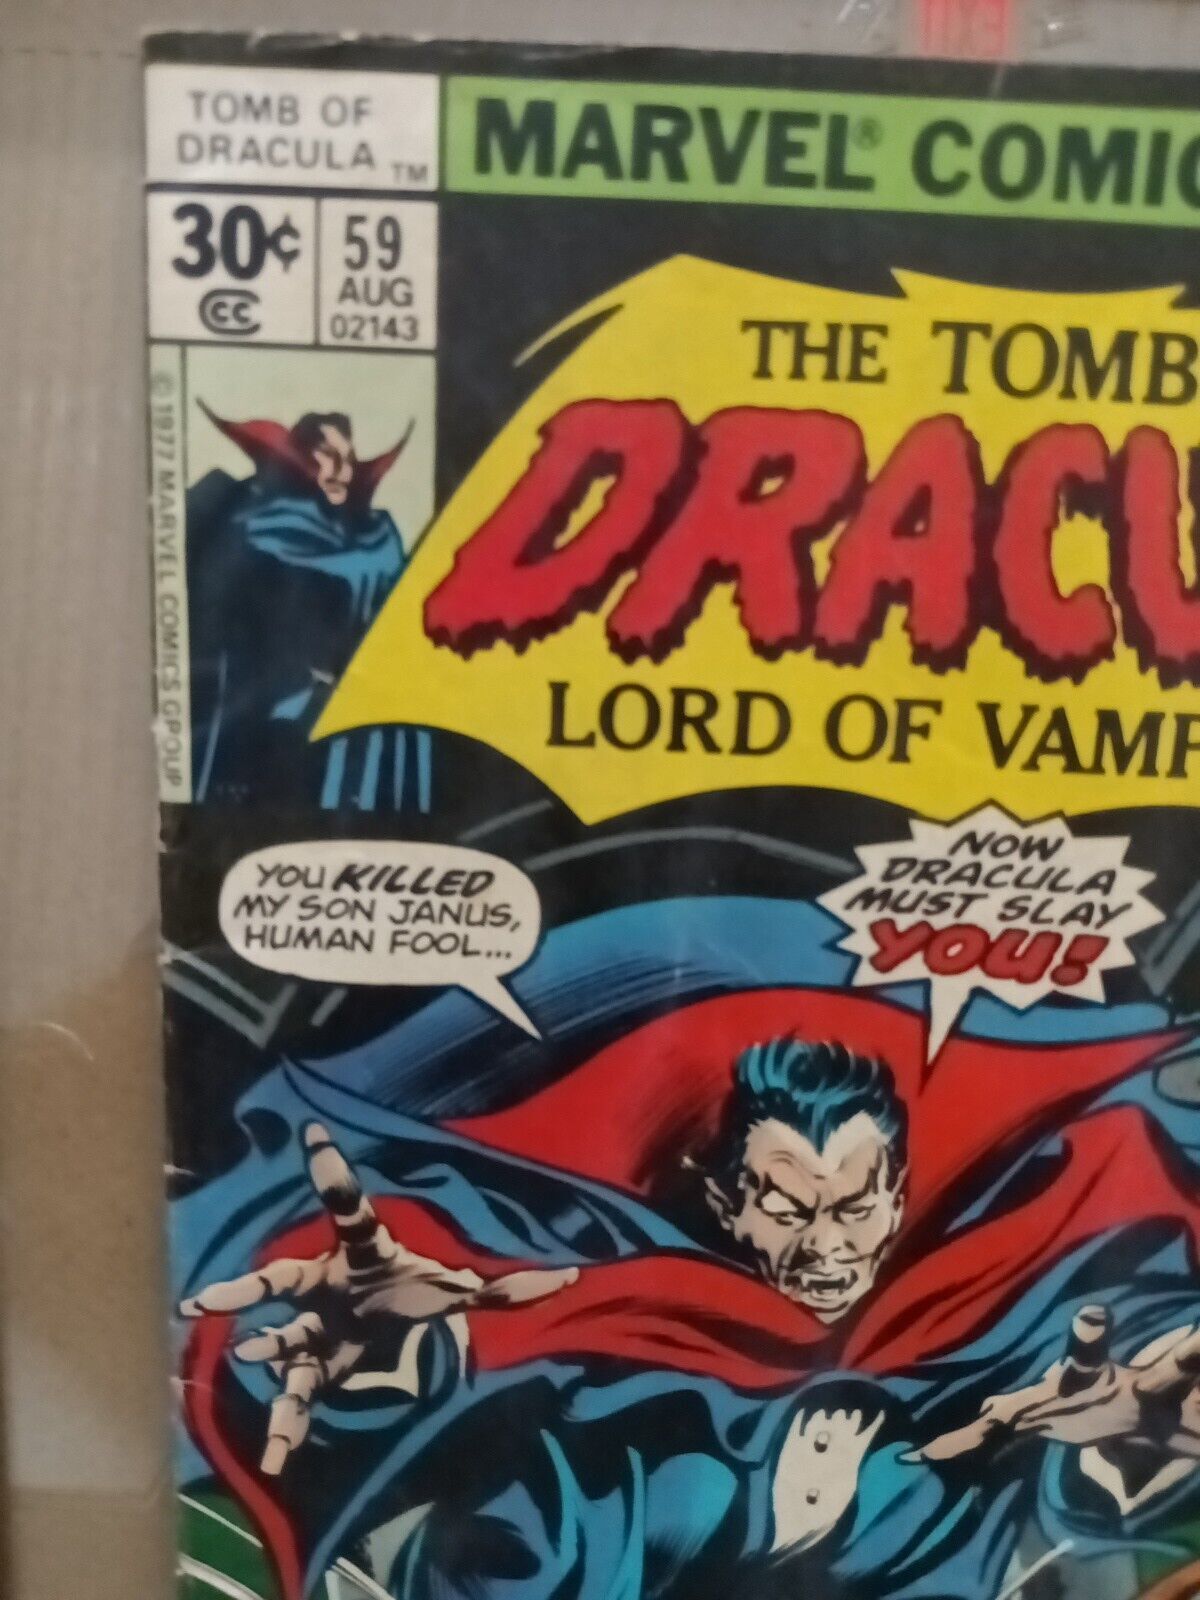 TOMB OF
DRACULA TM
MARVEL® COMIC
30¢
CC
59
AUG
02143
© 1977 MARVEL COMICS GROUP
THE TOMB
DRACU
LORD OF VAMP
YOU KILLED
MY SON JANUS,
HUMAN FOOL...
NOW
DRACULA
MUST SLAY
YOU!